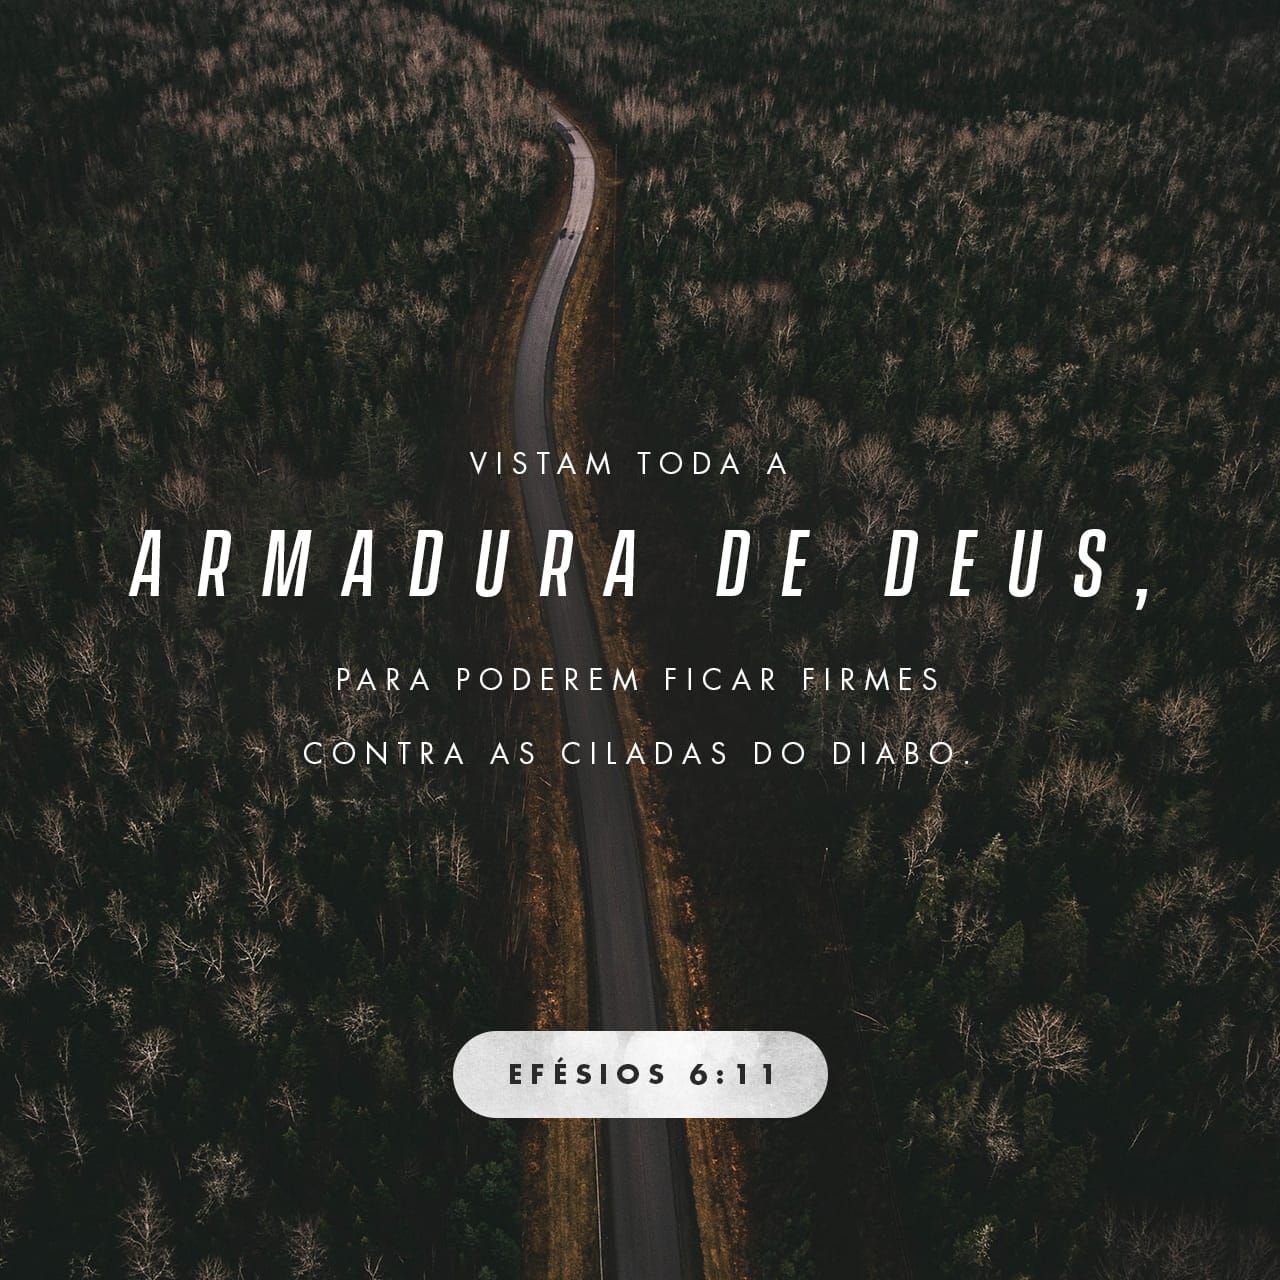 VISTAM TODA A
ARMADURA DE DEUS,
PARA PODEREM FICAR FIRMES
CONTRA AS CILADAS DO DIABO.
EFÉSIOS 6:11